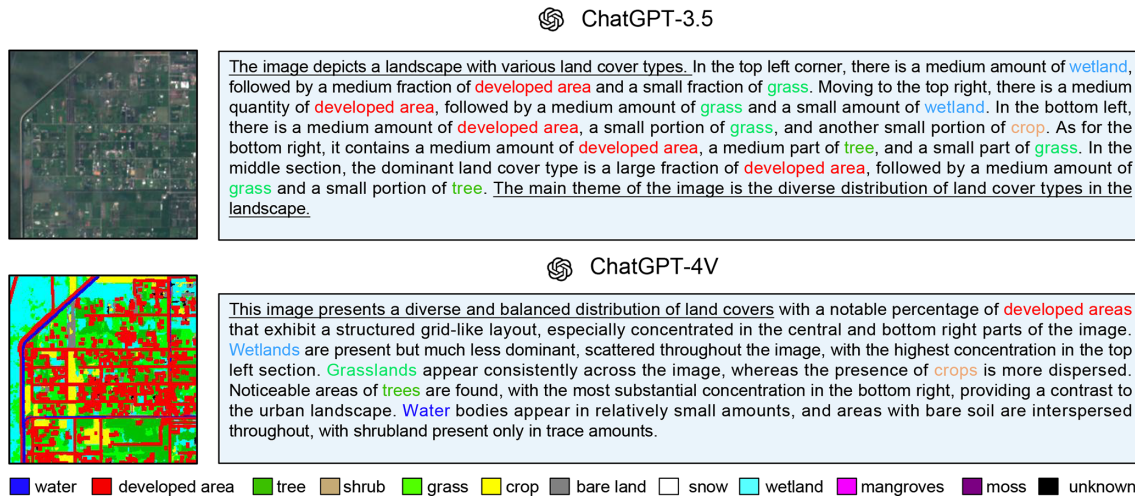 ChatGPT-3.5
The image depicts a landscape with various land cover types. In the top left corner, there is a medium amount of wetland,
followed by a medium fraction of developed area and a small fraction of grass. Moving to the top right, there is a medium
quantity of developed area, followed by a medium amount of grass and a small amount of wetland. In the bottom left,
there is a medium amount of developed area, a small portion of grass, and another small portion of crop. As for the
bottom right, it contains a medium amount of developed area, a medium part of tree, and a small part of grass. In the
middle section, the dominant land cover type is a large fraction of developed area, followed by a medium amount of
grass and a small portion of tree. The main theme of the image is the diverse distribution of land cover types in the
landscape.
ChatGPT-4V
This image presents a diverse and balanced distribution of land covers with a notable percentage of developed areas
that exhibit a structured grid-like layout, especially concentrated in the central and bottom right parts of the image.
Wetlands are present but much less dominant, scattered throughout the image, with the highest concentration in the top
left section. Grasslands appear consistently across the image, whereas the presence of crops is more dispersed.
Noticeable areas of trees are found, with the most substantial concentration in the bottom right, providing a contrast to
the urban landscape. Water bodies appear in relatively small amounts, and areas with bare soil are interspersed
throughout, with shrubland present only in trace amounts.
water developed area tree shrub grass crop bare land snow wetland mangroves moss unknown